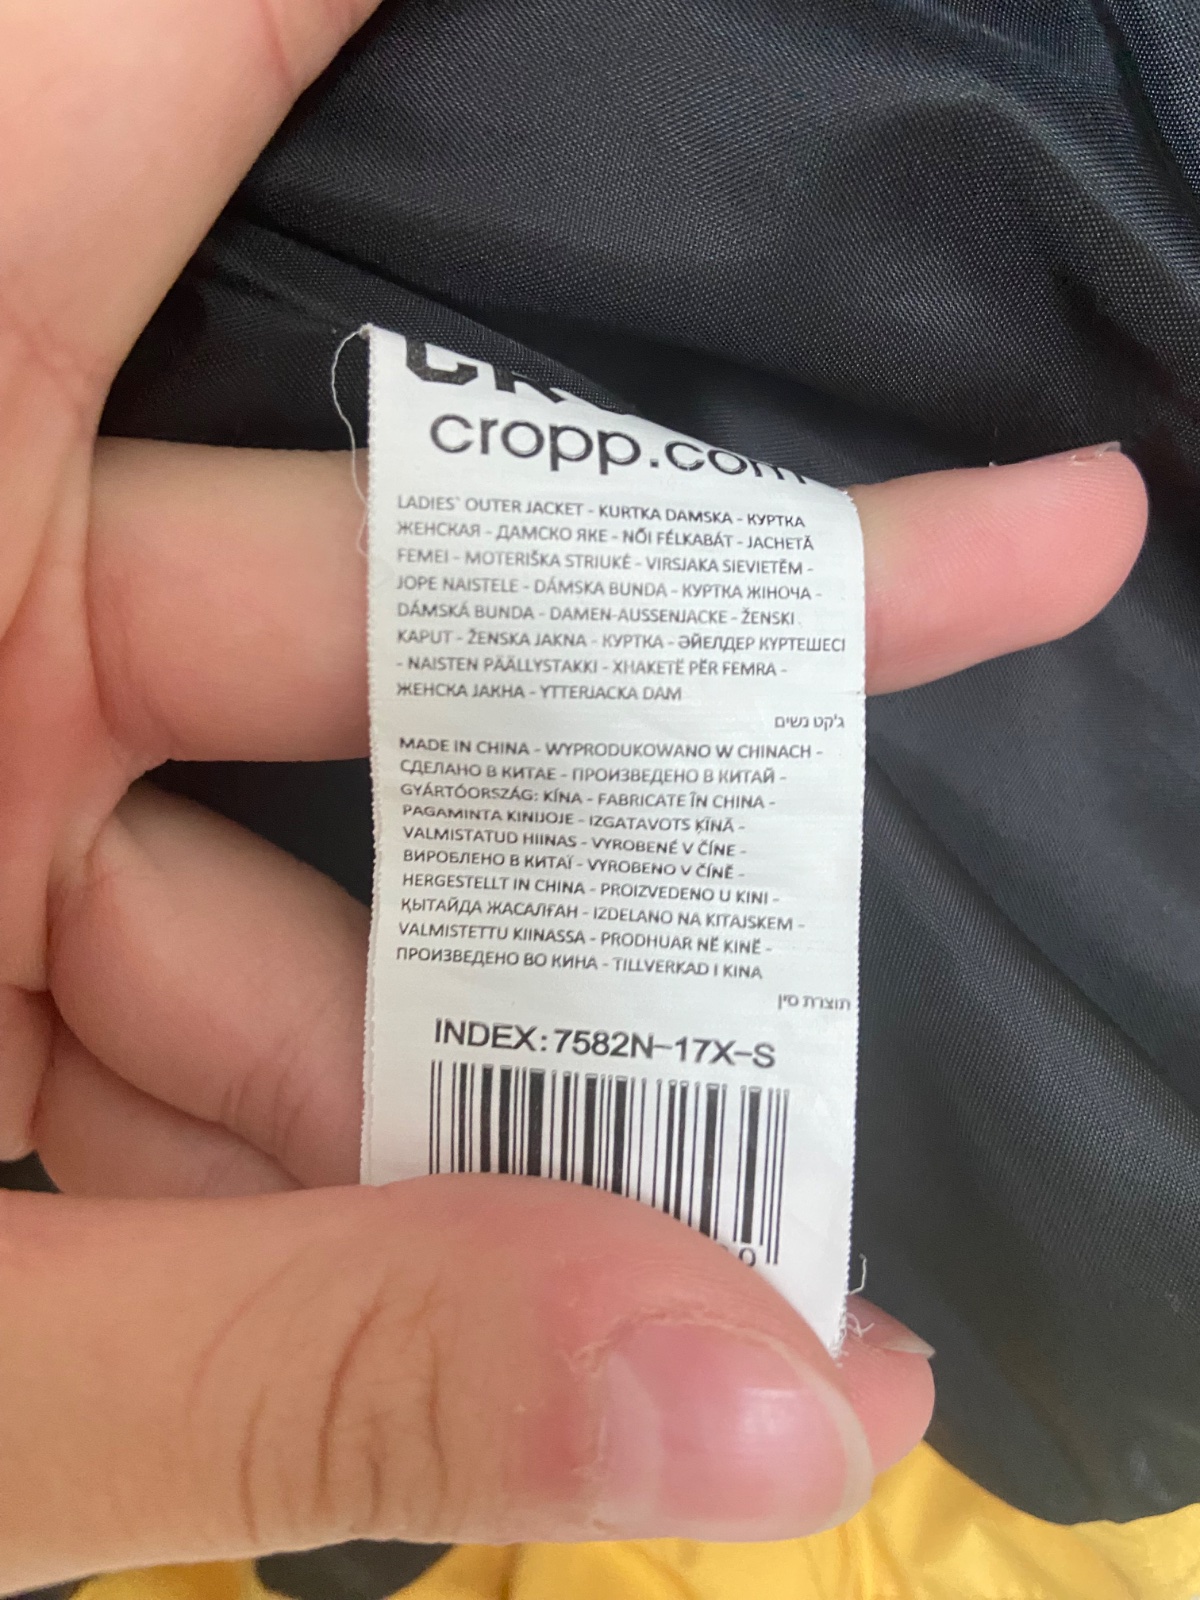 cropp.com
LADIES` OUTER JACKET - KURTKA DAMSKA - КУРТКА
ЖЕНСКАЯ - ДАМСКО ЯКЕ - NŐI FÉLKABÁT - JACHETĂ
FEMEI - MOTERIŠKA STRIUKĖ - VIRSJAKA SIEVIETĒM -
JOPE NAISTELE - DÁMSKA BUNDA - КУРТКА ЖІНОЧА -
DÁMSKÁ BUNDA - DAMEN-AUSSENJACKE - ŽENSKI
KAPUT - ŽENSKA JAKNA - КУРТКА - ӘЙЕЛДЕР КҮРТЕШЕСІ
- NAISTEN PÄÄLLYSTAKKI - XHAKETË PËR FEMRA -
ЖЕНСКА ЈАКНА - YTTERJACKA DAM
ג'קט נשים
MADE IN CHINA - WYPRODUKOWANO W CHINACH -
СДЕЛАНО В КИТАЕ - ПРОИЗВЕДЕНО В КИТАЙ -
GYÁRTÓORSZÁG: KÍNA - FABRICATE ÎN CHINA -
PAGAMINTA KINIJOJE - IZGATAVOTS ĶĪNĀ -
VALMISTATUD HIINAS - VYROBENÉ V ČÍNE -
ВИРОБЛЕНО В КИТАЇ - VYROBENO V ČÍNĚ -
HERGESTELLT IN CHINA - PROIZVEDENO U KINI -
ҚЫТАЙДА ЖАСАЛҒАН - IZDELANO NA KITAJSKEM -
VALMISTETTU KIINASSA - PRODHUAR NË KINË -
ПРОИЗВЕДЕНО ВО КИНА - TILLVERKAD I KINA
תוצרת סין
INDEX: 7582N-17X-S
0